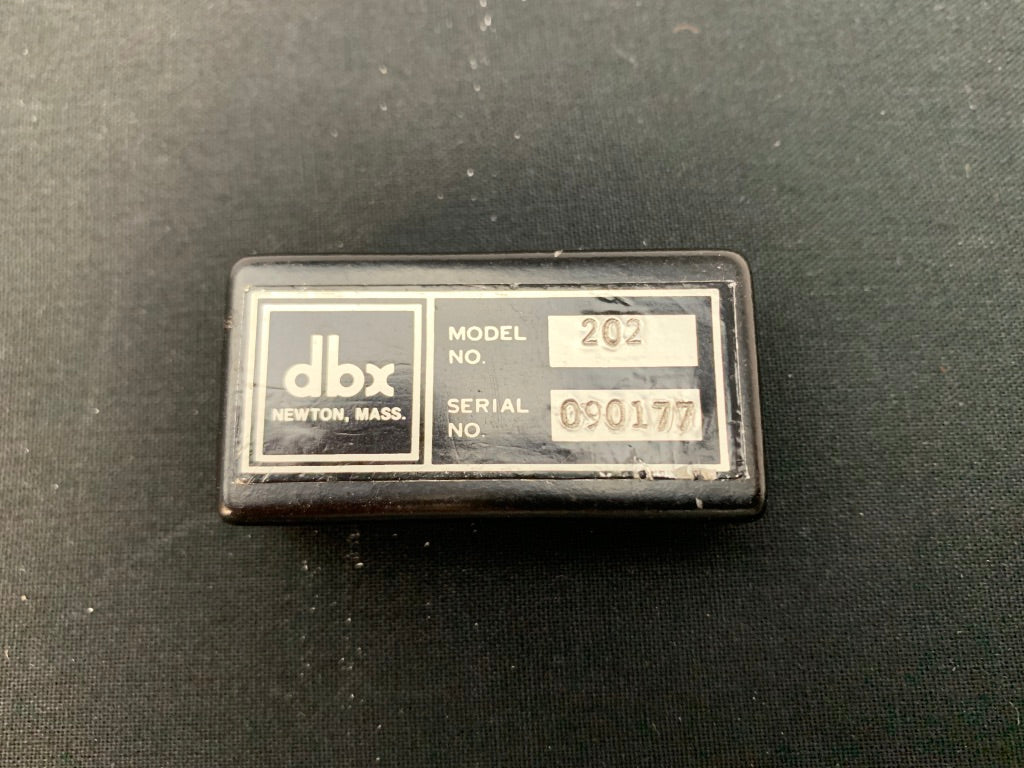 dbx
NEWTON, MASS.
MODEL NO. 202
SERIAL NO. 090177